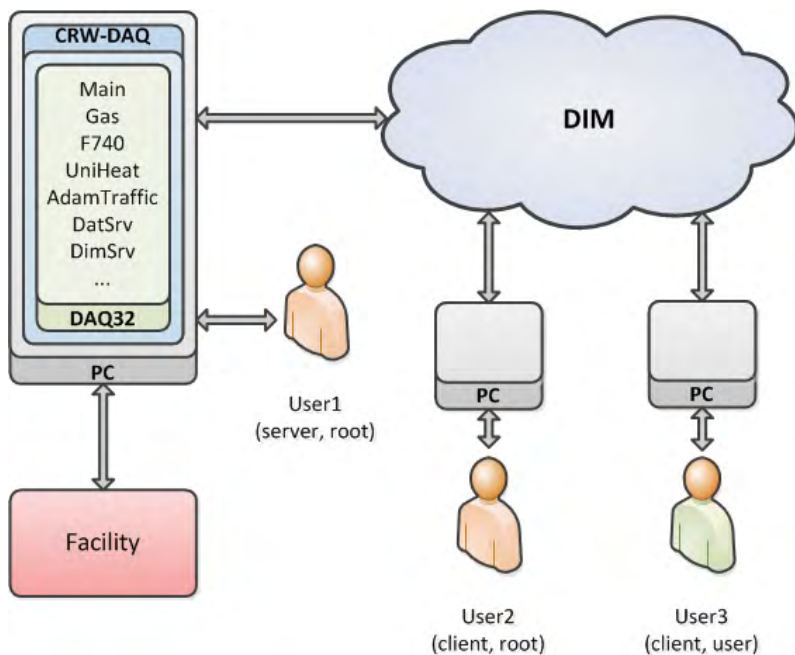 CRW-DAQ
Main
Gas
F740
UniHeat
AdamTraffic
DatSrv
DimSrv
...
DAQ32
PC
Facility
User1
(server, root)
DIM
PC
User2
(client, root)
PC
User3
(client, user)